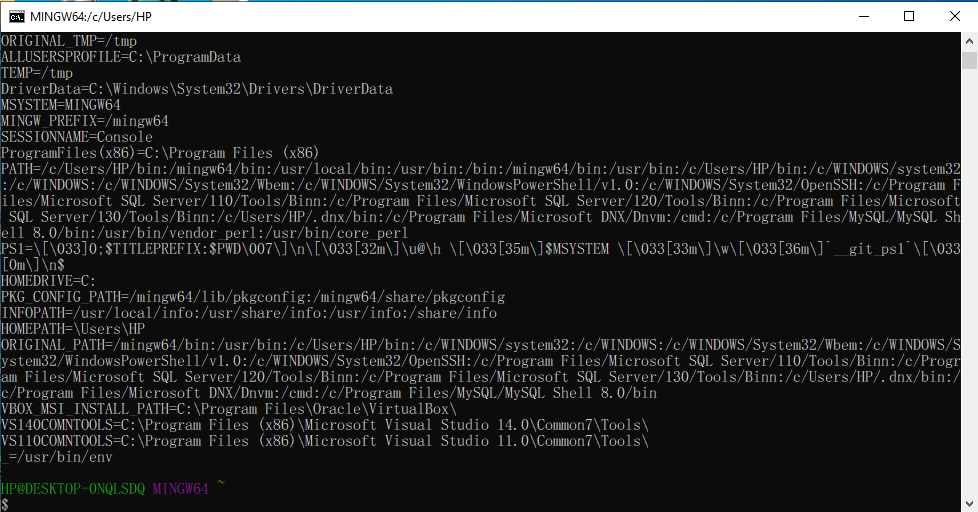 MINGW64:/c/Users/HP
ORIGINAL_TMP=/tmp
ALLUSERSPROFILE=C:\ProgramData
TEMP=/tmp
DriverData=C:\Windows\System32\Drivers\DriverData
MSYSTEM=MINGW64
MINGW_PREFIX=/mingw64
SESSIONNAME=Console
ProgramFiles(x86)=C:\Program Files (x86)
PATH=/c/Users/HP/bin:/mingw64/bin:/usr/local/bin:/usr/bin:/bin:/mingw64/bin:/usr/bin:/c/Users/HP/bin:/c/WINDOWS/system32
:/c/WINDOWS:/c/WINDOWS/System32/Wbem:/c/WINDOWS/System32/WindowsPowerShell/v1.0:/c/WINDOWS/System32/OpenSSH:/c/Program F
iles/Microsoft SQL Server/110/Tools/Binn:/c/Program Files/Microsoft SQL Server/120/Tools/Binn:/c/Program Files/Microsoft
 SQL Server/130/Tools/Binn:/c/Users/HP/.dnx/bin:/c/Program Files/Microsoft DNX/Dnvm:/cmd:/c/Program Files/MySQL/MySQL Sh
ell 8.0/bin:/usr/bin/vendor_perl:/usr/bin/core_perl
PS1=\[\033]0;$TITLEPREFIX:$PWD\007\]\n\[\033[32m\]\u@\h \[\033[35m\]$MSYSTEM \[\033[33m\]\w\[\033[36m\]`__git_ps1`\[\033
[0m\]\n$
HOMEDRIVE=C:
PKG_CONFIG_PATH=/mingw64/lib/pkgconfig:/mingw64/share/pkgconfig
INFOPATH=/usr/local/info:/usr/share/info:/usr/info:/share/info
HOMEPATH=\Users\HP
ORIGINAL_PATH=/mingw64/bin:/usr/bin:/c/Users/HP/bin:/c/WINDOWS/system32:/c/WINDOWS:/c/WINDOWS/System32/Wbem:/c/WINDOWS/S
ystem32/WindowsPowerShell/v1.0:/c/WINDOWS/System32/OpenSSH:/c/Program Files/Microsoft SQL Server/110/Tools/Binn:/c/Progr
am Files/Microsoft SQL Server/120/Tools/Binn:/c/Program Files/Microsoft SQL Server/130/Tools/Binn:/c/Users/HP/.dnx/bin:/
c/Program Files/Microsoft DNX/Dnvm:/cmd:/c/Program Files/MySQL/MySQL Shell 8.0/bin
VBOX_MSI_INSTALL_PATH=C:\Program Files\Oracle\VirtualBox\
VS140COMNTOOLS=C:\Program Files (x86)\Microsoft Visual Studio 14.0\Common7\Tools\
VS110COMNTOOLS=C:\Program Files (x86)\Microsoft Visual Studio 11.0\Common7\Tools\
_=/usr/bin/env
HP@DESKTOP-0NQLSDQ MINGW64 ~
$